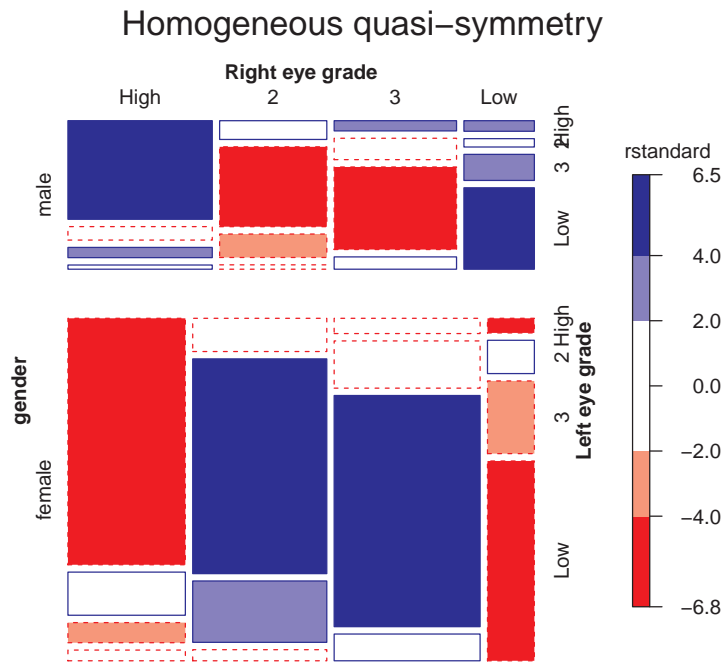 Homogeneous quasi−symmetry
Right eye grade
High 2 3 Low
rstandard
gender
male
female
Left eye grade
High
2
3
Low
High
2
3
Low
6.5
4.0
2.0
0.0
−2.0
−4.0
−6.8